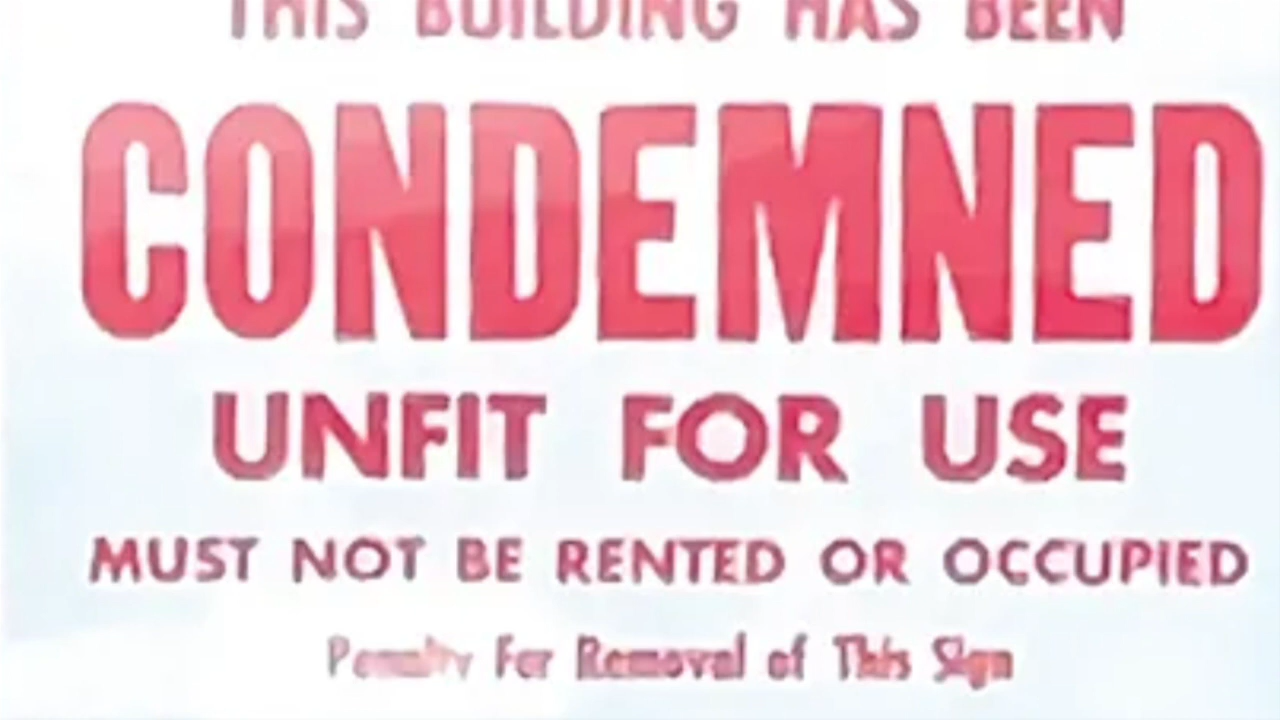 THIS BUILDING HAS BEEN
CONDEMNED
UNFIT FOR USE
MUST NOT BE RENTED OR OCCUPIED
Penalty For Removal of This Sign